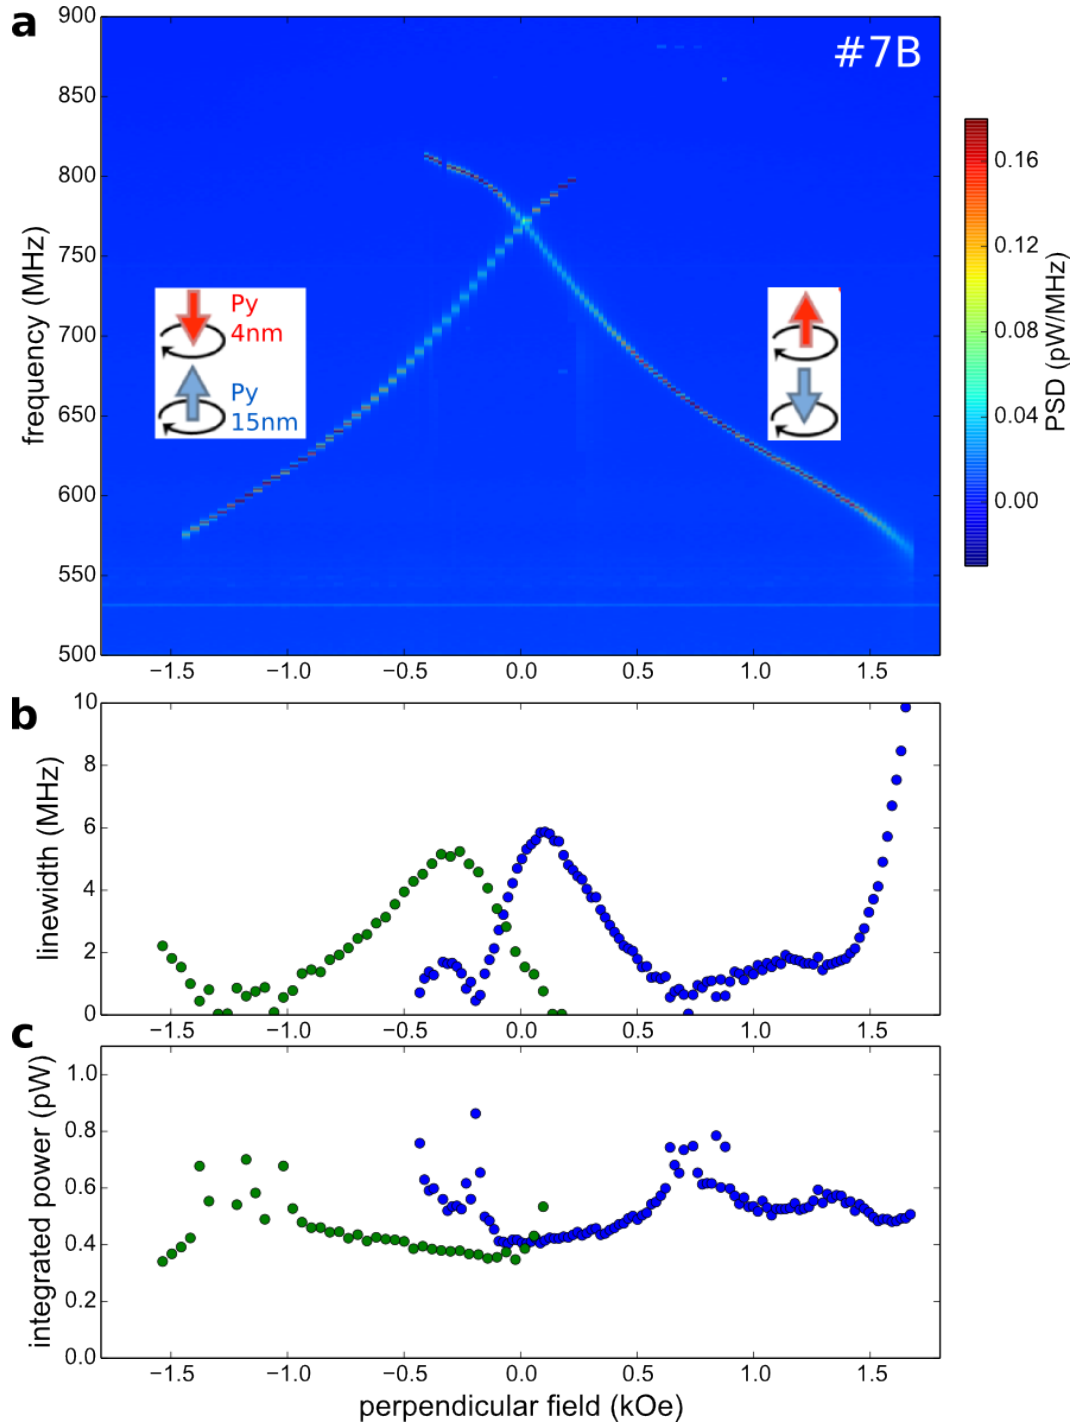 a
900
850
800
750
700
650
600
550
500
frequency (MHz)
#7B
Py
4nm
Py
15nm
0.16
0.12
0.08
0.04
0.00
PSD (pW/MHz)
−1.5 −1.0 −0.5 0.0 0.5 1.0 1.5
b
10
8
6
4
2
0
linewidth (MHz)
−1.5 −1.0 −0.5 0.0 0.5 1.0 1.5
c
1.0
0.8
0.6
0.4
0.2
0.0
integrated power (pW)
−1.5 −1.0 −0.5 0.0 0.5 1.0 1.5
perpendicular field (kOe)